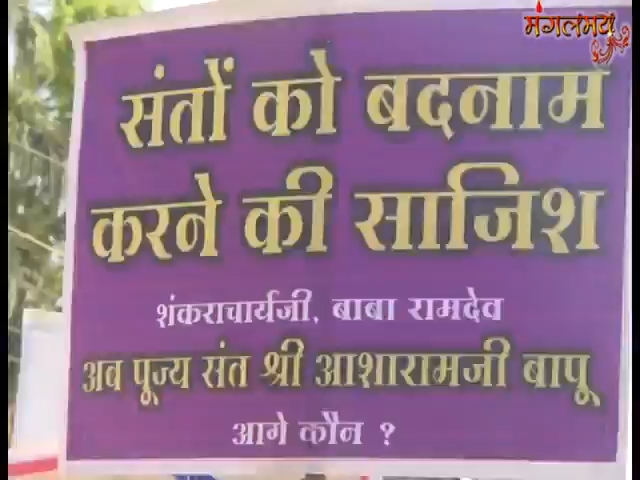 मंगलमय
संतों को बदनाम
करने की साजिश
शंकराचार्यजी, बाबा रामदेव
अब पूज्य संत श्री आशारामजी बापू
आगे कौन ?